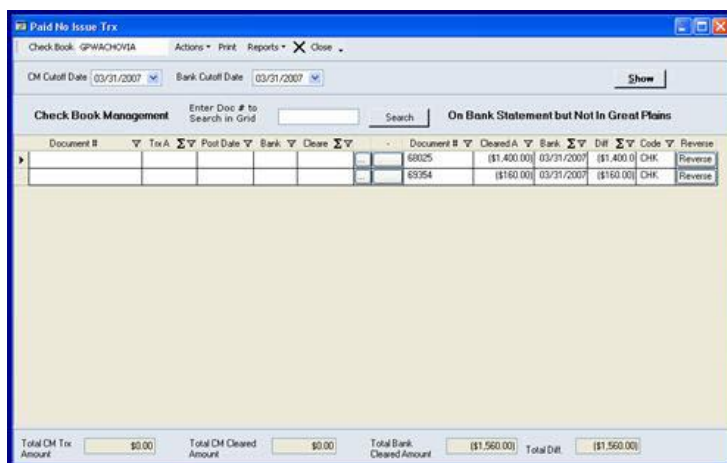 Paid No Issue Trx
Check Book GPWACHOVIA Actions Print Reports Close
CM Cutoff Date 03/31/2007 Bank Cutoff Date 03/31/2007 Show
Check Book Management Enter Doc # to Search in Grid Search On Bank Statement but Not In Great Plains
Document # Trx A Σ Post Date Bank Cleare Σ - Document # Cleared A Bank Σ Diff Σ Code Reverse
... 68025 ($1,400.00) 03/31/2007 ($1,400.0 CHK Reverse
... 69354 ($160.00) 03/31/2007 ($160.00) CHK Reverse
Total CM Trx Amount $0.00 Total CM Cleared Amount $0.00 Total Bank Cleared Amount ($1,560.00) Total Diff. ($1,560.00)